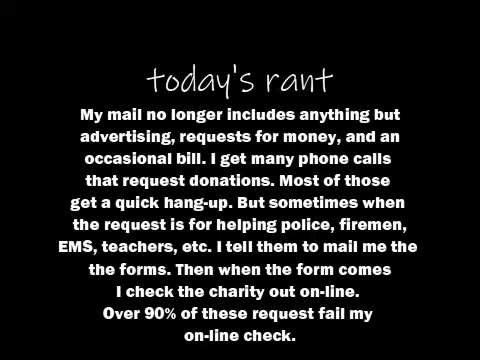 today's rant
My mail no longer includes anything but
advertising, requests for money, and an
occasional bill. I get many phone calls
that request donations. Most of those
get a quick hang-up. But sometimes when
the request is for helping police, firemen,
EMS, teachers, etc. I tell them to mail me the
the forms. Then when the form comes
I check the charity out on-line.
Over 90% of these request fail my
on-line check.